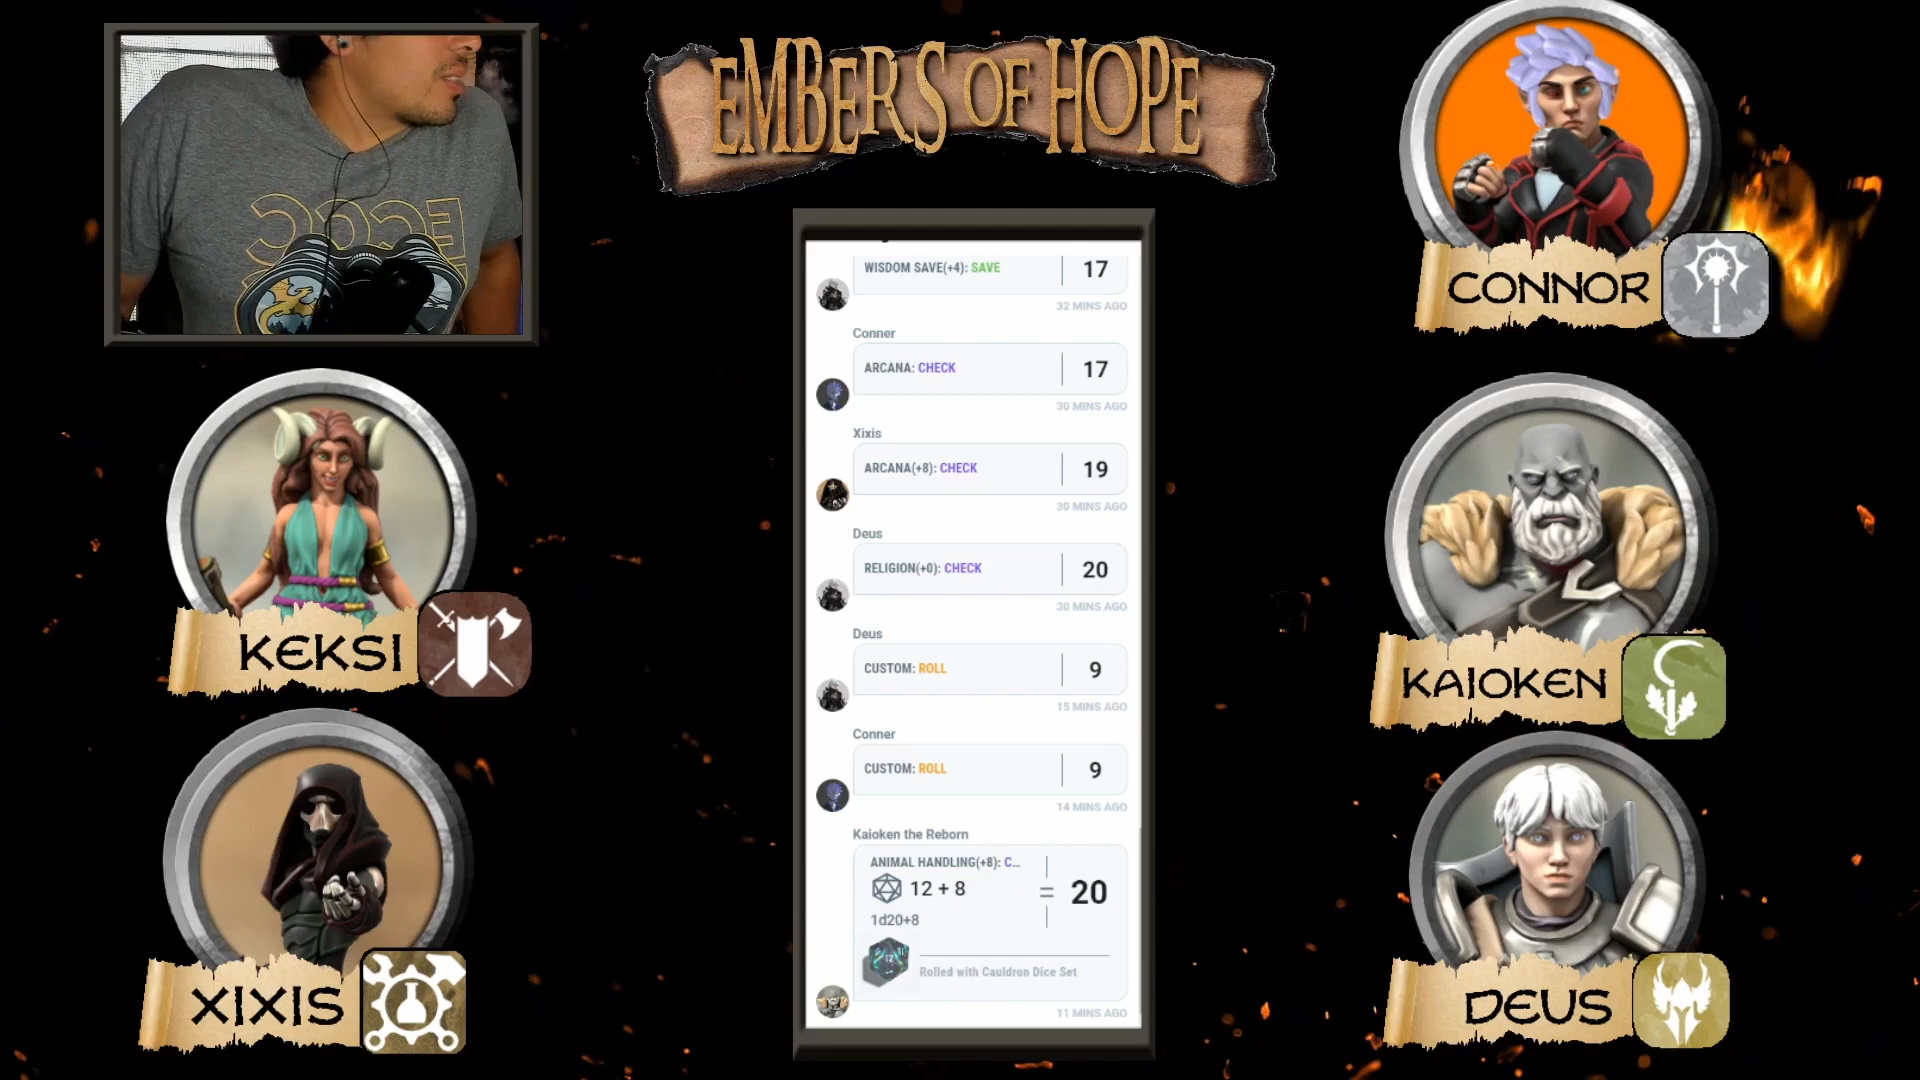 EMBERS OF HOPE
CONNOR
KEKSI
KAIOKEN
XIXIS
DEUS
WISDOM SAVE(+4): SAVE 17
32 MINS AGO
Conner
ARCANA: CHECK 17
30 MINS AGO
Xixis
ARCANA(+8): CHECK 19
30 MINS AGO
Deus
RELIGION(+0): CHECK 20
30 MINS AGO
Deus
CUSTOM: ROLL 9
15 MINS AGO
Conner
CUSTOM: ROLL 9
14 MINS AGO
Kaioken the Reborn
ANIMAL HANDLING(+8): C...
12 + 8 = 20
1d20+8
Rolled with Cauldron Dice Set
11 MINS AGO